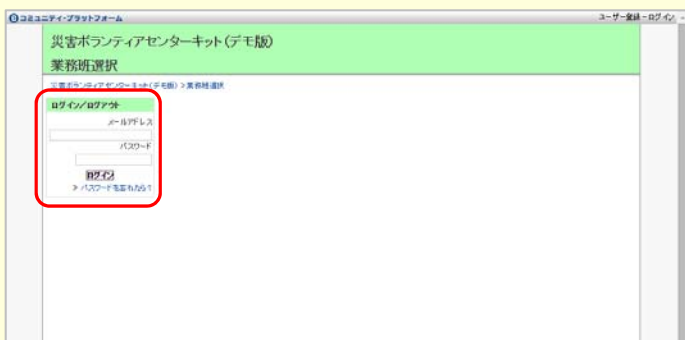 コミュニティ・プラットフォーム
ユーザー登録 - ログイン
災害ボランティアセンターキット(デモ版)
業務班選択
災害ボランティアセンターキット(デモ版) > 業務班選択
ログイン/ログアウト
メールアドレス
パスワード
ログイン
> パスワードを忘れたら?